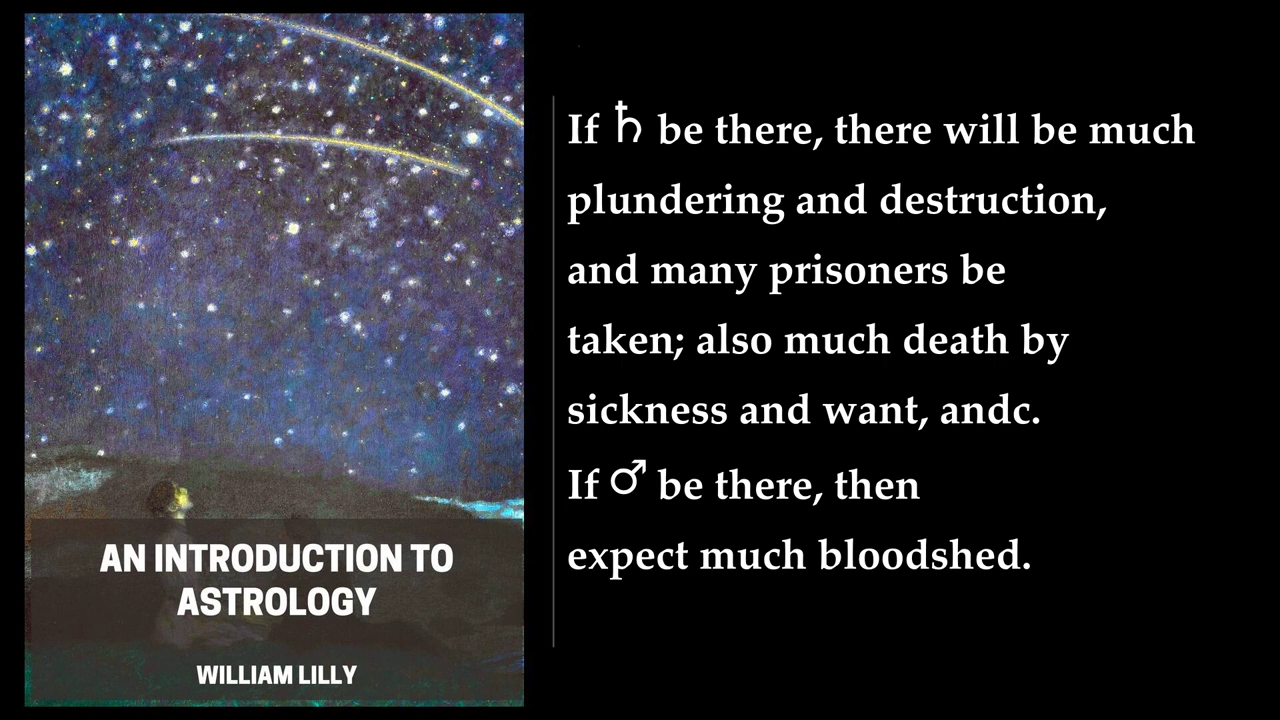 AN INTRODUCTION TO
ASTROLOGY
WILLIAM LILLY
If ♄ be there, there will be much
plundering and destruction,
and many prisoners be
taken; also much death by
sickness and want, andc.
If ♂ be there, then
expect much bloodshed.